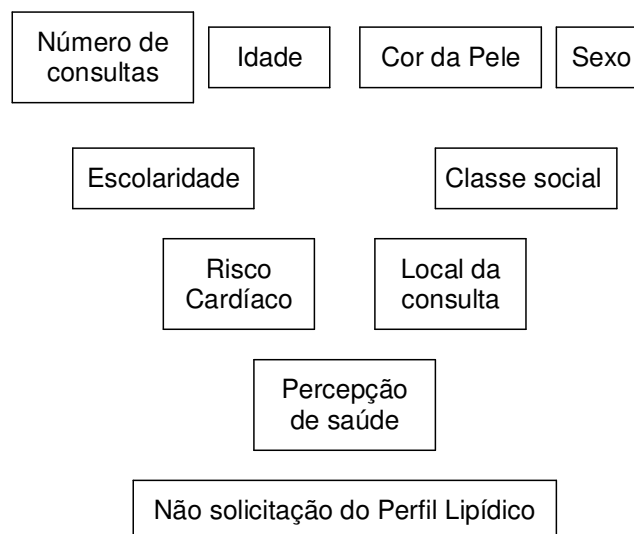 Número de
consultas
Idade
Cor da Pele
Sexo
Escolaridade
Classe social
Risco
Cardíaco
Local da
consulta
Percepção
de saúde
Não solicitação do Perfil Lipídico